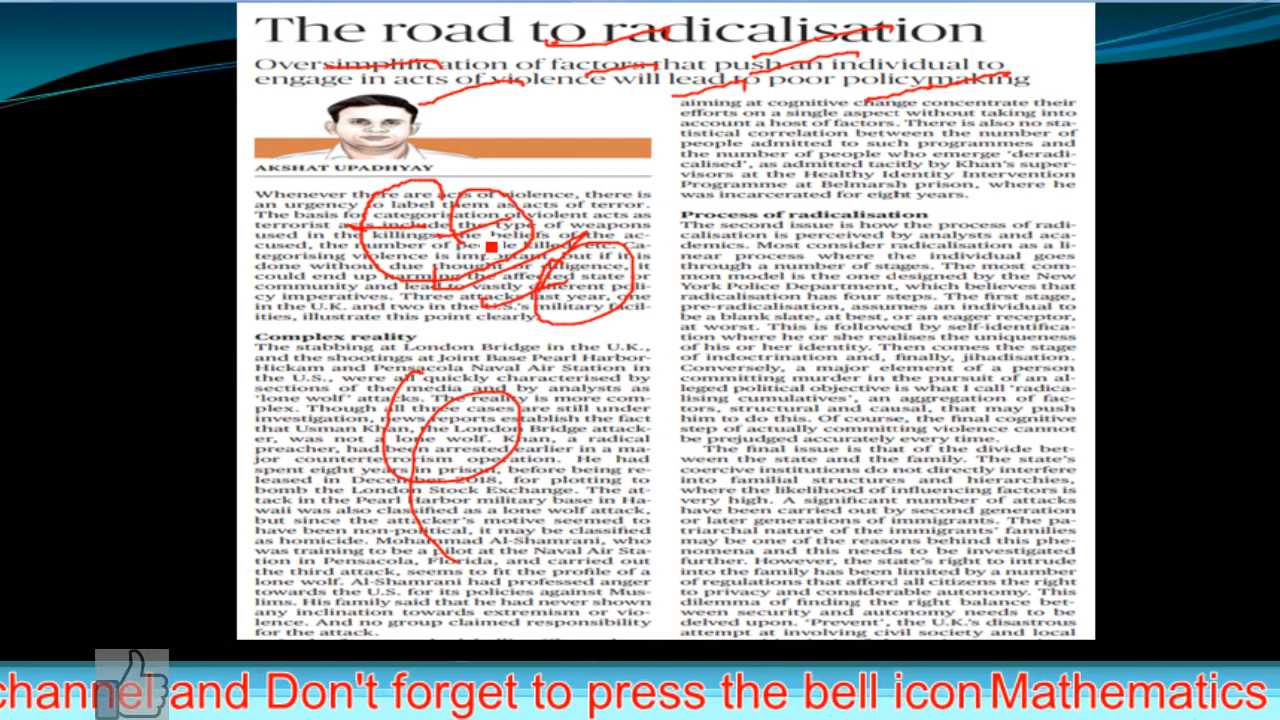 The road to radicalisation
Oversimplification of factors that push an individual to
engage in acts of violence will lead to poor policymaking
AKSHAT UPADHYAY
Whenever there are acts of violence, there is
an urgency to label them as acts of terror.
The basis for categorisation of violent acts as
terrorist acts include the type of weapons
used in the killings, the beliefs of the ac-
cused, the number of people killed, etc. Ca-
tegorising violence is important, but if it is
done without due thought or diligence, it
could end up harming the affected state or
community and lead to vastly different poli-
cy imperatives. Three attacks last year, one
in the U.K. and two in the U.S.'s military facil-
ities, illustrate this point clearly.
Complex reality
The stabbing at London Bridge in the U.K.,
and the shootings at Joint Base Pearl Harbor-
Hickam and Pensacola Naval Air Station in
the U.S., were all quickly characterised by
sections of the media and by analysts as
'lone wolf' attacks. The reality is more com-
plex. Though all three cases are still under
investigation, news reports establish the fact
that Usman Khan, the London Bridge attack-
er, was not a lone wolf. Khan, a radical
preacher, had been arrested earlier in a ma-
jor counterterrorism operation. He had
spent eight years in prison, before being re-
leased in December 2018, for plotting to
bomb the London Stock Exchange. The at-
tack in the Pearl Harbor military base in Ha-
waii was also classified as a lone wolf attack,
but since the attacker's motive seemed to
have been non-political, it may be classified
as homicide. Mohammad Al-Shamrani, who
was training to be a pilot at the Naval Air Sta-
tion in Pensacola, Florida, and carried out
the third attack, seems to fit the profile of a
lone wolf. Al-Shamrani had professed anger
towards the U.S. for its policies against Mus-
lims. His family said that he had never shown
any inclination towards extremism or vio-
lence. And no group claimed responsibility
for the attack.
aiming at cognitive change concentrate their
efforts on a single aspect without taking into
account a host of factors. There is also no sta-
tistical correlation between the number of
people admitted to such programmes and
the number of people who emerge 'deradi-
calised', as admitted tacitly by Khan's super-
visors at the Healthy Identity Intervention
Programme at Belmarsh prison, where he
was incarcerated for eight years.
Process of radicalisation
The second issue is how the process of radi-
calisation is perceived by analysts and aca-
demics. Most consider radicalisation as a li-
near process where the individual goes
through a number of stages. The most com-
mon model is the one designed by the New
York Police Department, which believes that
radicalisation has four steps. The first stage,
pre-radicalisation, assumes an individual to
be a blank slate, at best, or an eager receptor,
at worst. This is followed by self-identifica-
tion where he or she realises the uniqueness
of his or her identity. Then comes the stage
of indoctrination and, finally, jihadisation.
Conversely, a major element of a person
committing murder in the pursuit of an al-
leged political objective is what I call 'radica-
lising cumulatives', an aggregation of fac-
tors, structural and causal, that may push
him to do this. Of course, the final cognitive
step of actually committing violence cannot
be prejudged accurately every time.
The final issue is that of the divide bet-
ween the state and the family. The state's
coercive institutions do not directly interfere
into familial structures and hierarchies,
where the likelihood of influencing factors is
very high. A significant number of attacks
have been carried out by second generation
or later generations of immigrants. The pa-
triarchal nature of the immigrants' families
may be one of the reasons behind this phe-
nomena and this needs to be investigated
further. However, the state's right to intrude
into the family has been limited by a number
of regulations that afford all citizens the right
to privacy and considerable autonomy. This
dilemma of finding the right balance bet-
ween security and autonomy needs to be
delved upon. 'Prevent', the U.K.'s disastrous
attempt at involving civil society and local
channel and Don't forget to press the bell icon Mathematics